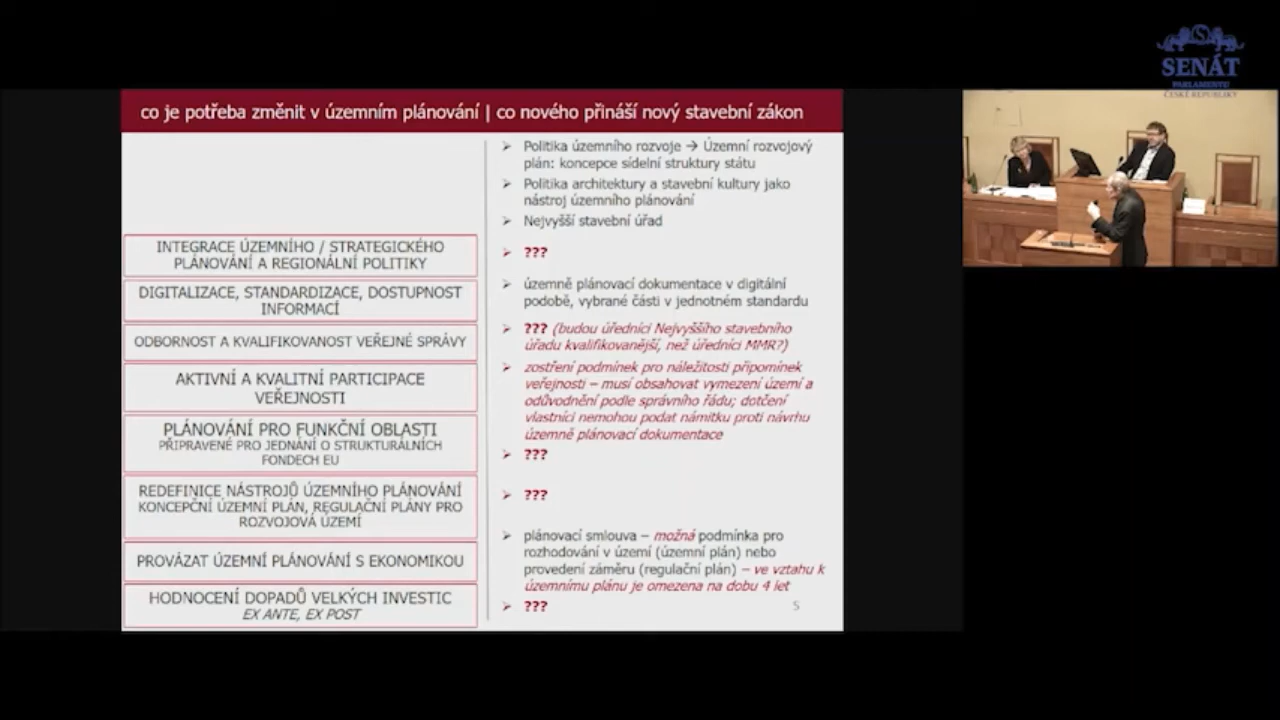 SENÁT
PARLAMENTU
ČESKÉ REPUBLIKY
co je potřeba změnit v územním plánování | co nového přináší nový stavební zákon
➢ Politika územního rozvoje → Územní rozvojový
plán: koncepce sídelní struktury státu
➢ Politika architektury a stavební kultury jako
nástroj územního plánování
➢ Nejvyšší stavební úřad
INTEGRACE ÚZEMNÍHO / STRATEGICKÉHO
PLÁNOVÁNÍ A REGIONÁLNÍ POLITIKY
➢ ???
DIGITALIZACE, STANDARDIZACE, DOSTUPNOST
INFORMACÍ
➢ územně plánovací dokumentace v digitální
podobě, vybrané části v jednotném standardu
ODBORNOST A KVALIFIKOVANOST VEŘEJNÉ SPRÁVY
➢ ??? (budou úředníci Nejvyššího stavebního
úřadu kvalifikovanější, než úředníci MMR?)
AKTIVNÍ A KVALITNÍ PARTICIPACE
VEŘEJNOSTI
➢ zostření podmínek pro náležitosti připomínek
veřejnosti – musí obsahovat vymezení území a
odůvodnění podle správního řádu; dotčení
vlastníci nemohou podat námitku proti návrhu
územně plánovací dokumentace
PLÁNOVÁNÍ PRO FUNKČNÍ OBLASTI
PŘIPRAVENÉ PRO JEDNÁNÍ O STRUKTURÁLNÍCH
FONDECH EU
➢ ???
REDEFINICE NÁSTROJŮ ÚZEMNÍHO PLÁNOVÁNÍ
KONCEPČNÍ ÚZEMNÍ PLÁN, REGULAČNÍ PLÁNY PRO
ROZVOJOVÁ ÚZEMÍ
➢ ???
PROVÁZAT ÚZEMNÍ PLÁNOVÁNÍ S EKONOMIKOU
➢ plánovací smlouva – možná podmínka pro
rozhodování v území (územní plán) nebo
provedení záměru (regulační plán) – ve vztahu k
územnímu plánu je omezena na dobu 4 let
HODNOCENÍ DOPADŮ VELKÝCH INVESTIC
EX ANTE, EX POST
➢ ???
5